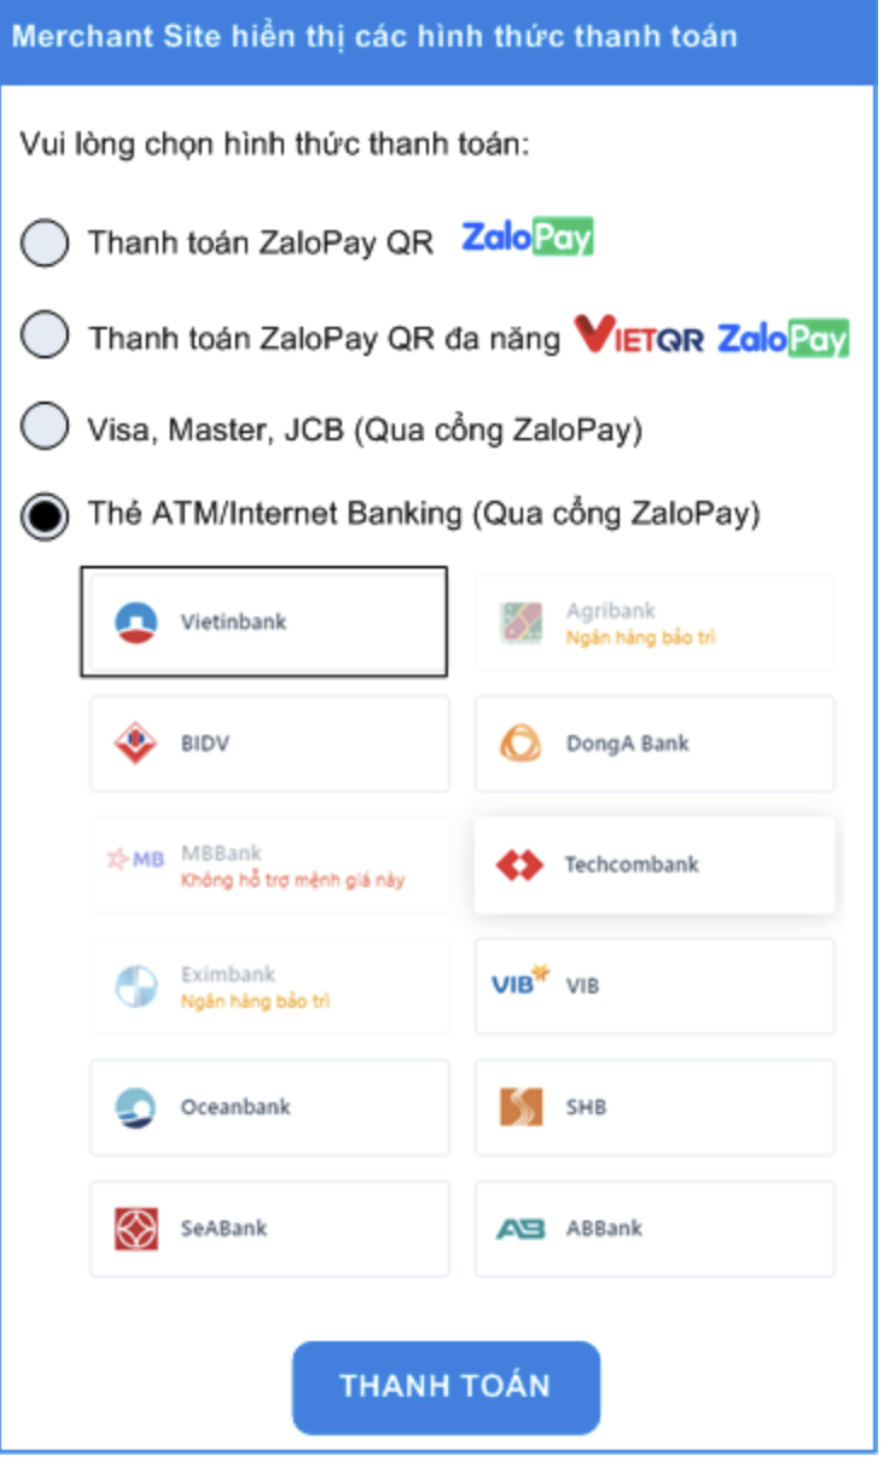 Merchant Site hiển thị các hình thức thanh toán
Vui lòng chọn hình thức thanh toán:
Thanh toán ZaloPay QR ZaloPay
Thanh toán ZaloPay QR đa năng VIETQR ZaloPay
Visa, Master, JCB (Qua cổng ZaloPay)
Thẻ ATM/Internet Banking (Qua cổng ZaloPay)
Vietinbank
Agribank
Ngân hàng bảo trì
BIDV
DongA Bank
MB MBBank
Không hỗ trợ mệnh giá này
Techcombank
Eximbank
Ngân hàng bảo trì
VIB VIB
Oceanbank
SHB
SeABank
AB ABBank
THANH TOÁN